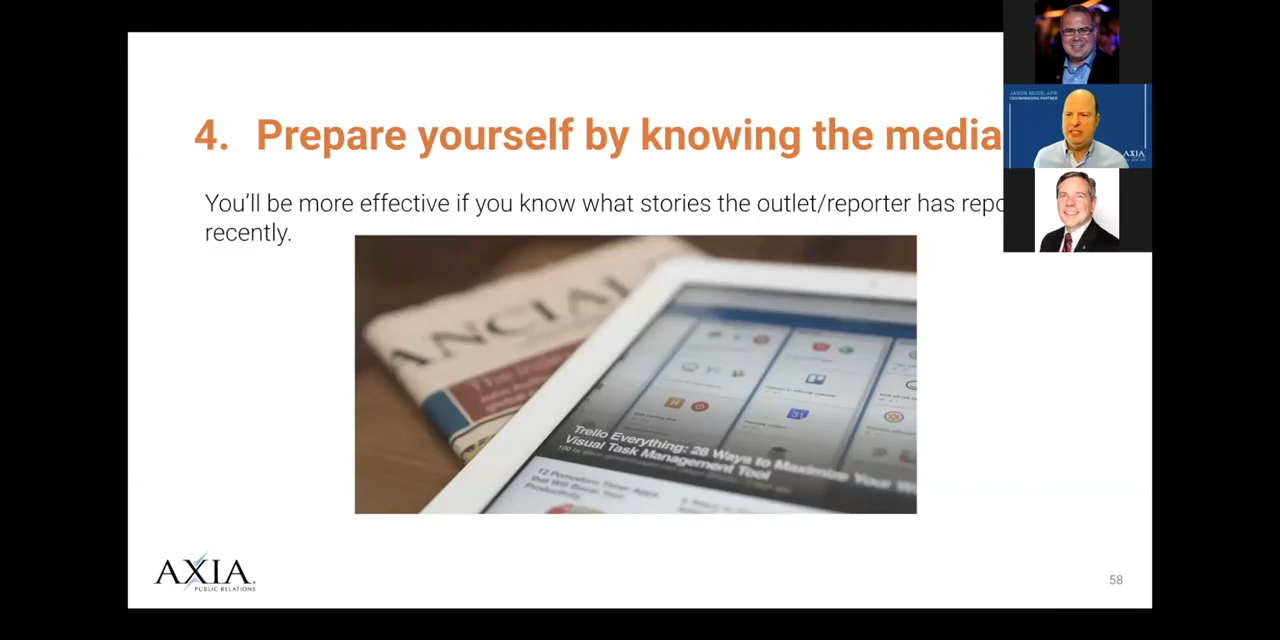 4. Prepare yourself by knowing the media
You'll be more effective if you know what stories the outlet/reporter has repo
recently.
JASON MUDD, APR
CEO/MANAGING PARTNER
AXIA
ANCIAL
Trello Everything: 28 Ways to Maximize Your W
Visual Task Management Tool
12 Pomodoro Timer Apps
that Will Boost Your
Productivity
AXIA
PUBLIC RELATIONS
58